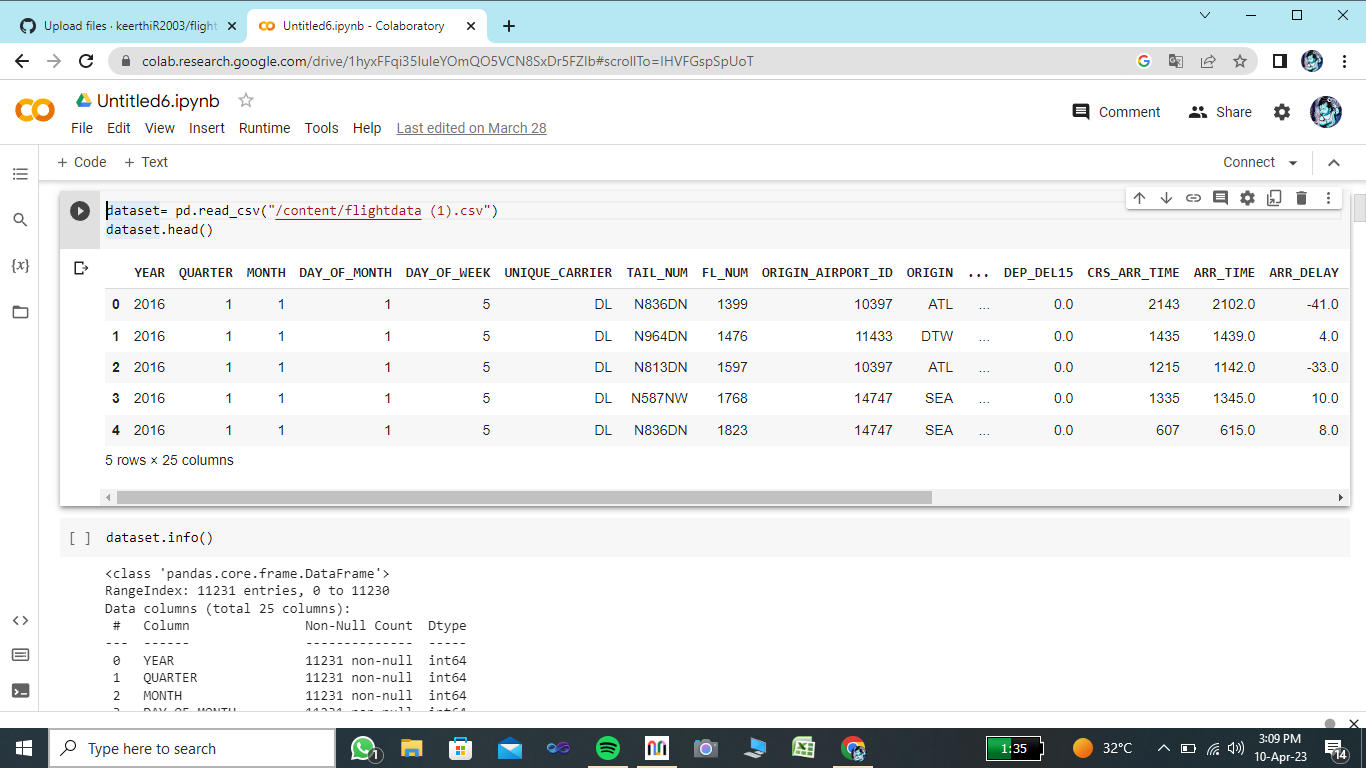 Upload files · keerthiR2003/flight
Untitled6.ipynb - Colaboratory
colab.research.google.com/drive/1hyxFFqi35IuIeYOmQO5VCN8SxDr5FZIb#scrollTo=IHVFGspSpUoT
Untitled6.ipynb
File Edit View Insert Runtime Tools Help Last edited on March 28
Comment Share
+ Code + Text
Connect
dataset= pd.read_csv("/content/flightdata (1).csv")
dataset.head()
YEAR QUARTER MONTH DAY_OF_MONTH DAY_OF_WEEK UNIQUE_CARRIER TAIL_NUM FL_NUM ORIGIN_AIRPORT_ID ORIGIN ... DEP_DEL15 CRS_ARR_TIME ARR_TIME ARR_DELAY
0 2016 1 1 1 5 DL N836DN 1399 10397 ATL ... 0.0 2143 2102.0 -41.0
1 2016 1 1 1 5 DL N964DN 1476 11433 DTW ... 0.0 1435 1439.0 4.0
2 2016 1 1 1 5 DL N813DN 1597 10397 ATL ... 0.0 1215 1142.0 -33.0
3 2016 1 1 1 5 DL N587NW 1768 14747 SEA ... 0.0 1335 1345.0 10.0
4 2016 1 1 1 5 DL N836DN 1823 14747 SEA ... 0.0 607 615.0 8.0
5 rows × 25 columns
[ ] dataset.info()
<class 'pandas.core.frame.DataFrame'>
RangeIndex: 11231 entries, 0 to 11230
Data columns (total 25 columns):
# Column Non-Null Count Dtype
--- ------ -------------- -----
0 YEAR 11231 non-null int64
1 QUARTER 11231 non-null int64
2 MONTH 11231 non-null int64
3 DAY_OF_MONTH 11231 non-null int64
Type here to search
1
1:35
32°C
3:09 PM
10-Apr-23
14